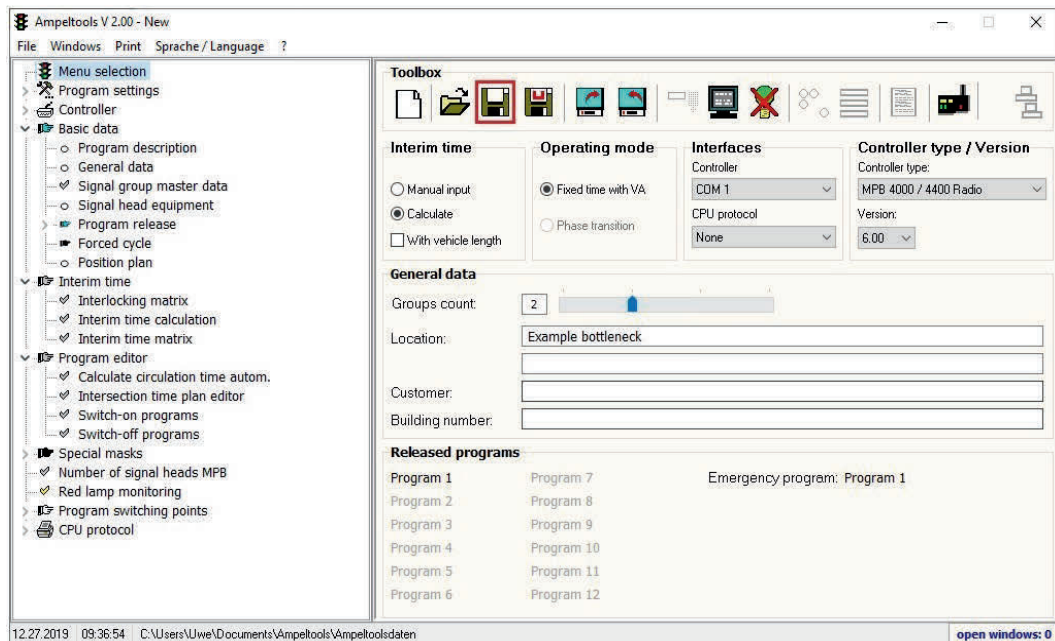 Ampeltools V 2.00 - New
File Windows Print Sprache / Language ?
Menu selection
Program settings
Controller
Basic data
Program description
General data
Signal group master data
Signal head equipment
Program release
Forced cycle
Position plan
Interim time
Interlocking matrix
Interim time calculation
Interim time matrix
Program editor
Calculate circulation time autom.
Intersection time plan editor
Switch-on programs
Switch-off programs
Special masks
Number of signal heads MPB
Red lamp monitoring
Program switching points
CPU protocol
Toolbox
Interim time
Manual input
Calculate
With vehicle length
Operating mode
Fixed time with VA
Phase transition
Interfaces
Controller
COM 1
CPU protocol
None
Controller type / Version
Controller type:
MPB 4000 / 4400 Radio
Version:
6.00
General data
Groups count: 2
Location: Example bottleneck
Customer:
Building number:
Released programs
Program 1 Program 7 Emergency program: Program 1
Program 2 Program 8
Program 3 Program 9
Program 4 Program 10
Program 5 Program 11
Program 6 Program 12
12.27.2019 09:36:54 C:\Users\Uwe\Documents\Ampeltools\Ampeltoolsdaten open windows: 0